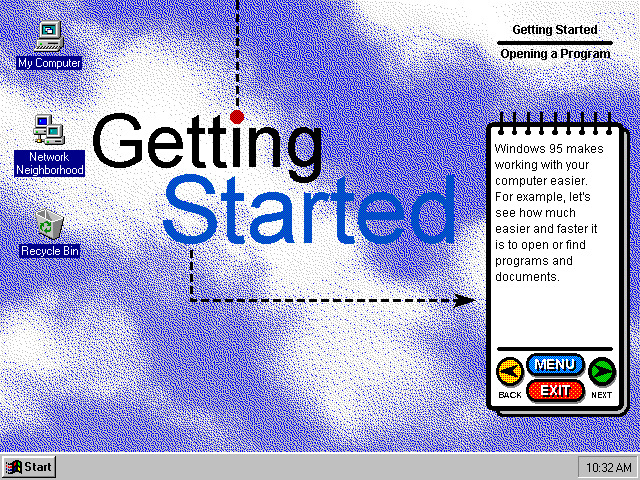 My Computer
Network
Neighborhood
Recycle Bin
Getting
Started
Getting Started
Opening a Program
Windows 95 makes
working with your
computer easier.
For example, let's
see how much
easier and faster it
is to open or find
programs and
documents.
MENU
EXIT
BACK
NEXT
Start
10:32 AM